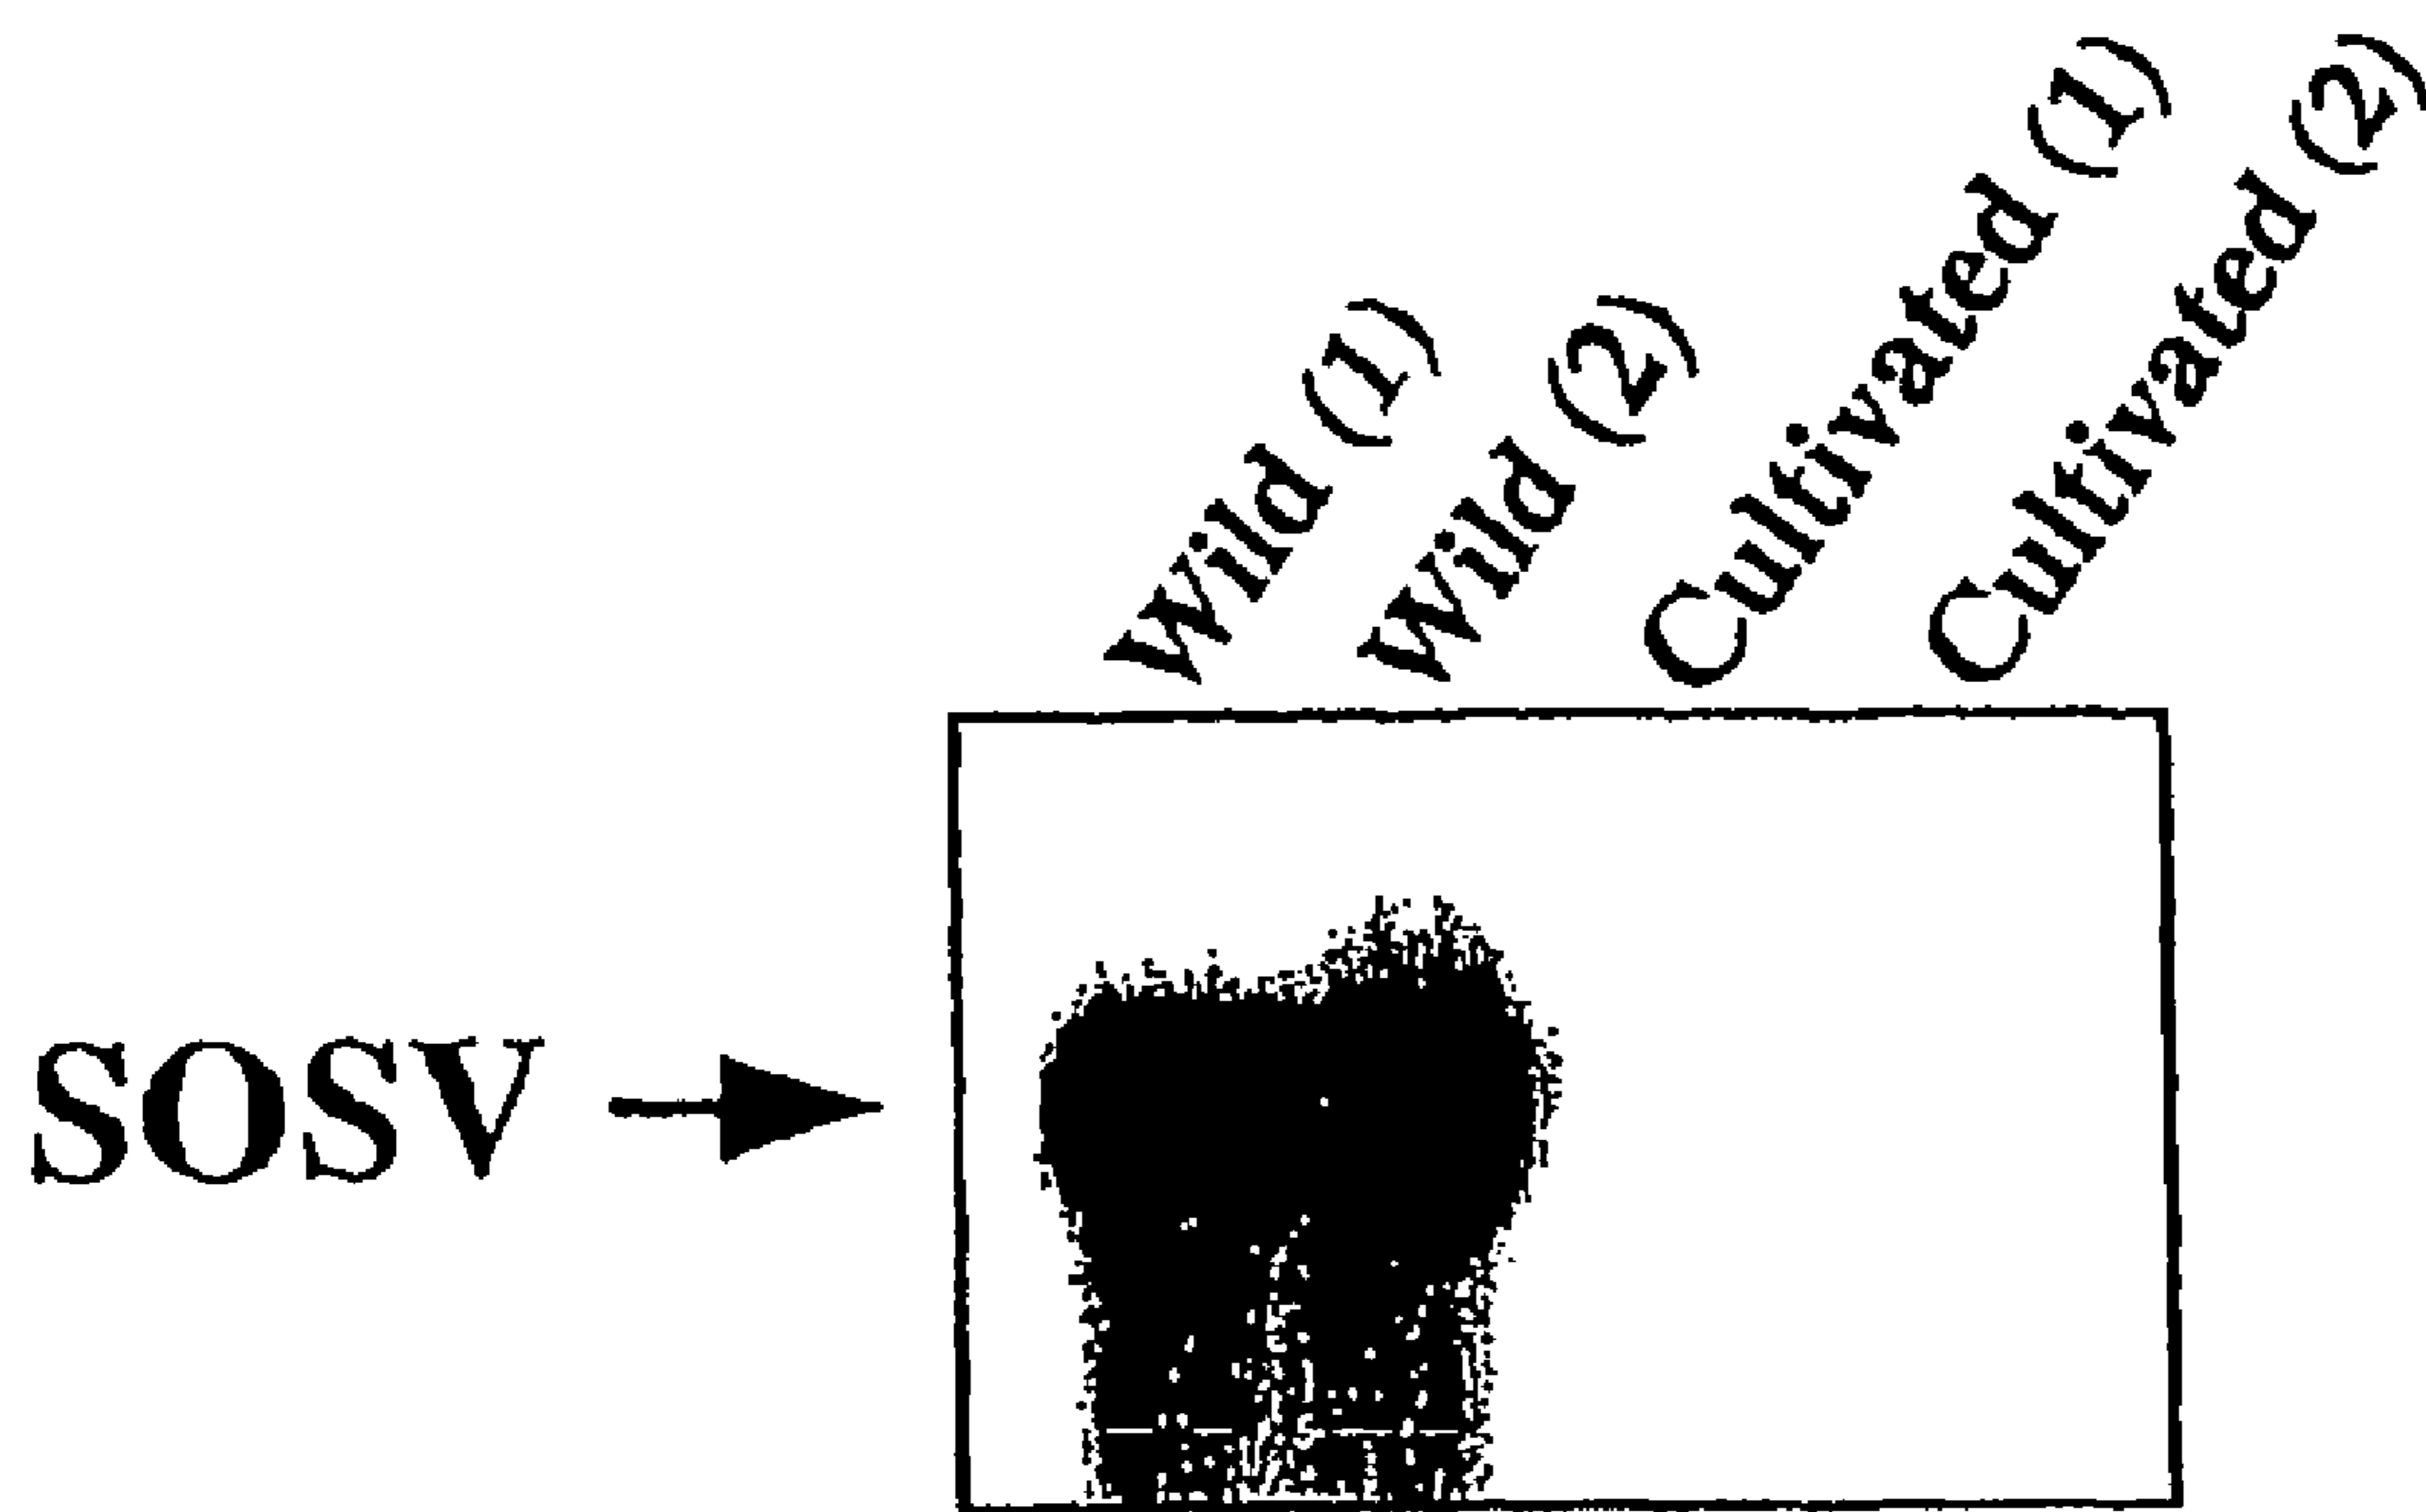 Wild (1)
Wild (2)
Cultivated (1)
Cultivated (2)
SOSV